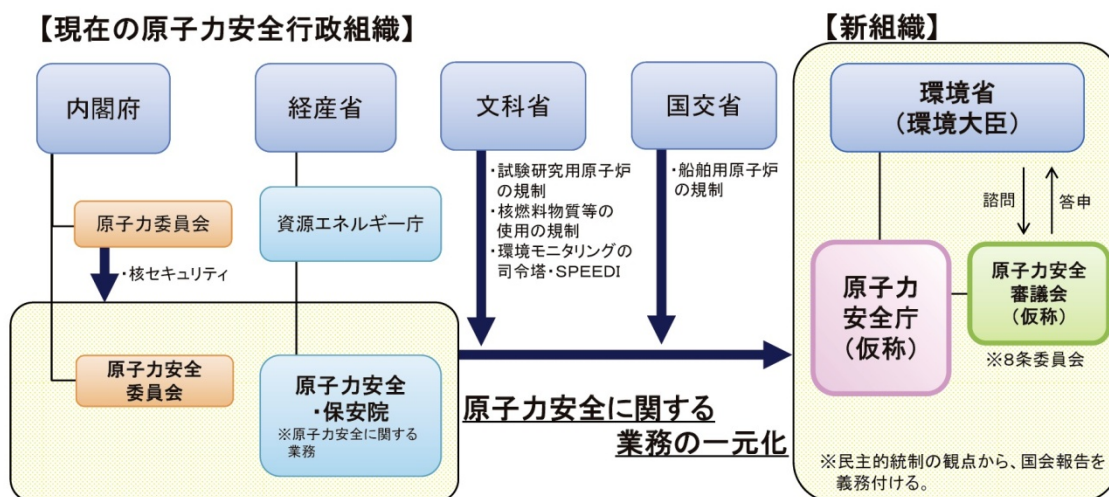 【現在の原子力安全行政組織】
【新組織】
内閣府
経産省
文科省
国交省
環境省
（環境大臣）
原子力委員会
・核セキュリティ
資源エネルギー庁
・試験研究用原子炉
の規制
・核燃料物質等の
使用の規制
・環境モニタリングの
司令塔・SPEEDI
・船舶用原子炉
の規制
諮問
答申
原子力安全
委員会
原子力安全
・保安院
※原子力安全に関する
業務
原子力安全に関する
業務の一元化
原子力
安全庁
（仮称）
原子力安全
審議会
（仮称）
※8条委員会
※民主的統制の観点から、国会報告を
義務付ける。